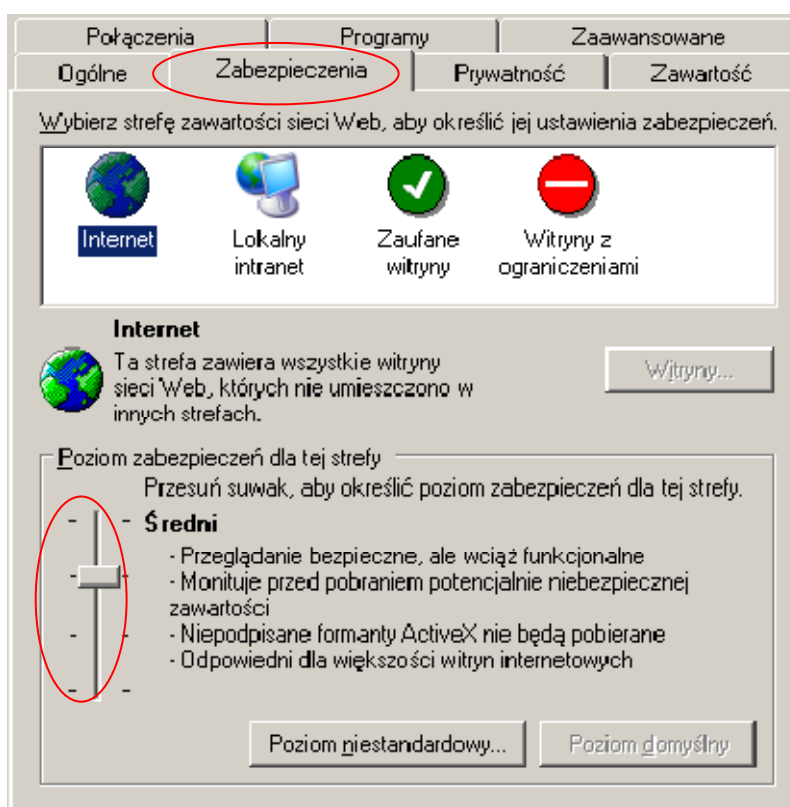 Połączenia Programy Zaawansowane
Ogólne Zabezpieczenia Prywatność Zawartość
Wybierz strefę zawartości sieci Web, aby określić jej ustawienia zabezpieczeń.
Internet Lokalny intranet Zaufane witryny Witryny z ograniczeniami
Internet
Ta strefa zawiera wszystkie witryny
sieci Web, których nie umieszczono w
innych strefach.
Witryny...
Poziom zabezpieczeń dla tej strefy
Przesuń suwak, aby określić poziom zabezpieczeń dla tej strefy.
Średni
- Przeglądanie bezpieczne, ale wciąż funkcjonalne
- Monituje przed pobraniem potencjalnie niebezpiecznej
zawartości
- Niepodpisane formanty ActiveX nie będą pobierane
- Odpowiedni dla większości witryn internetowych
Poziom niestandardowy... Poziom domyślny